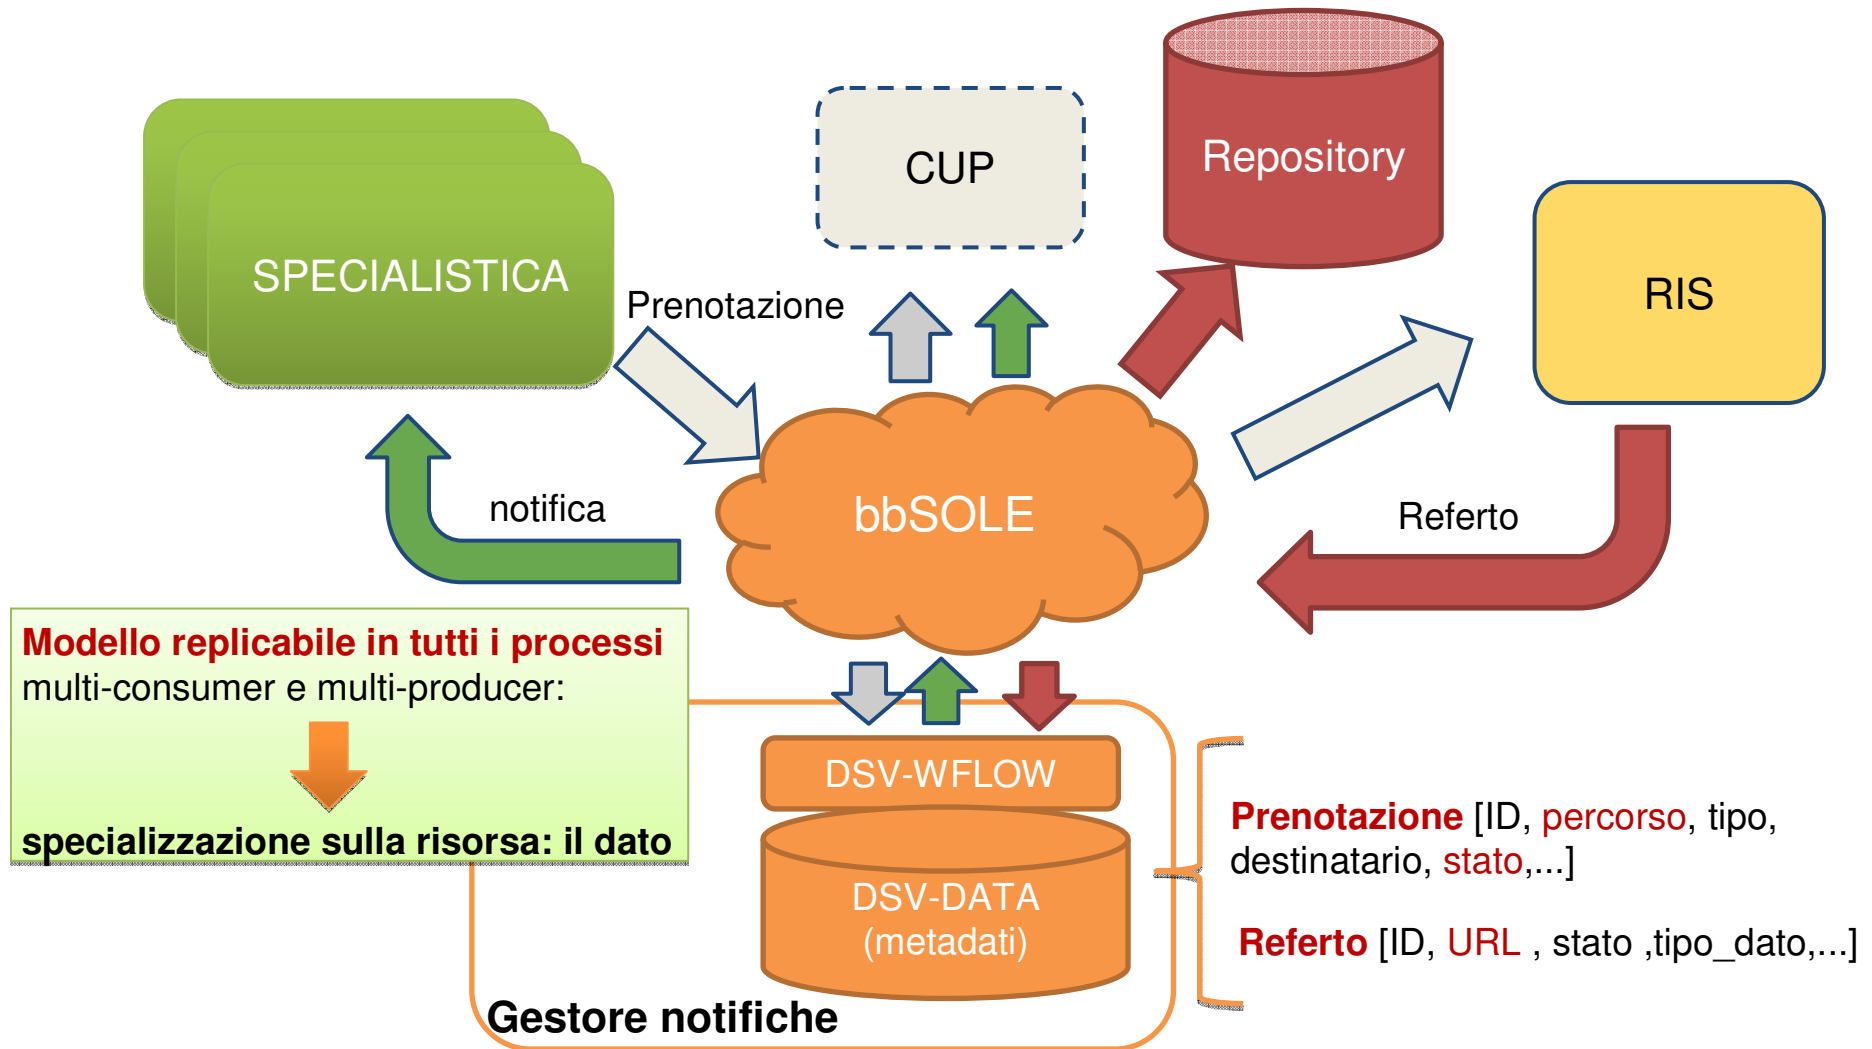 CUP
Repository
SPECIALISTICA
RIS
Prenotazione
bbSOLE
notifica
Referto
Modello replicabile in tutti i processi
multi-consumer e multi-producer:
specializzazione sulla risorsa: il dato
DSV-WFLOW
DSV-DATA
(metadati)
Prenotazione [ID, percorso, tipo,
destinatario, stato,...]
Referto [ID, URL , stato ,tipo_dato,...]
Gestore notifiche